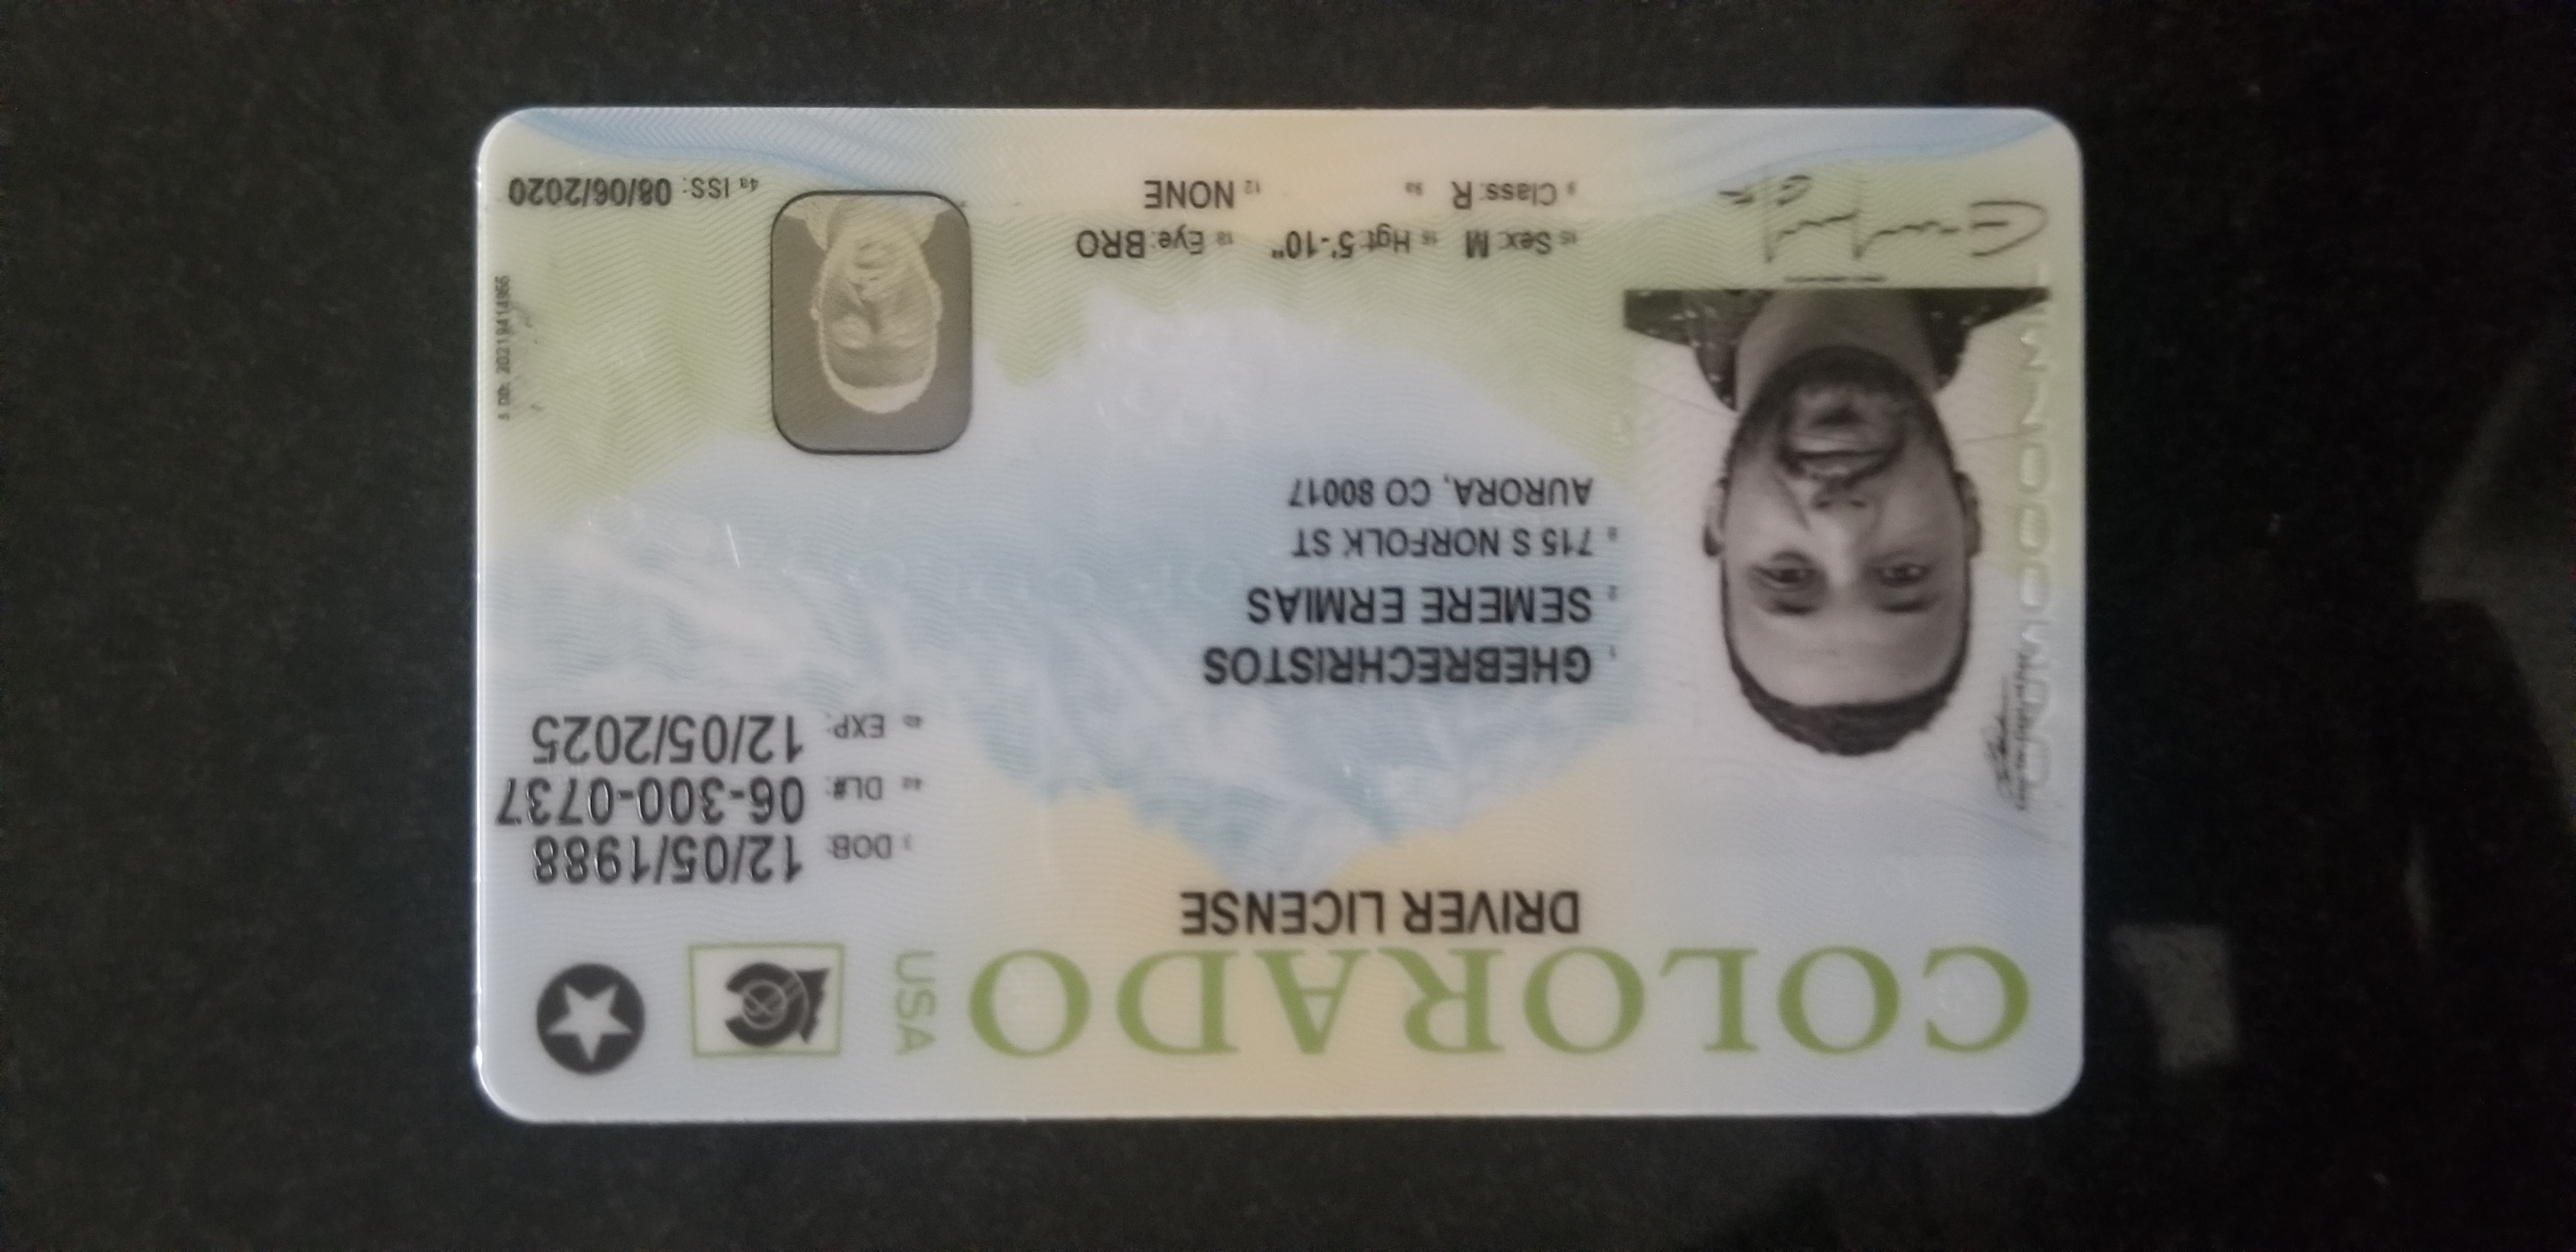 COLORADO USA
DRIVER LICENSE
3 DOB: 12/05/1988
4d DL#: 06-300-0737
4b EXP: 12/05/2025
1 GHEBRECHRISTOS
2 SEMERE ERMIAS
8 715 S NORFOLK ST
AURORA, CO 80017
15 Sex: M 16 Hgt: 5'-10" 18 Eye: BRO
9 Class: R 9a 12 NONE
4a ISS: 08/06/2020